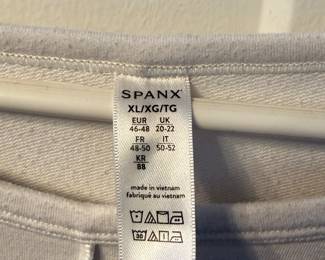 SPANX
XL/XG/TG
EUR UK
46-48 20-22
FR IT
48-50 50-52
KR
88
made in vietnam
fabriqué au vietnam